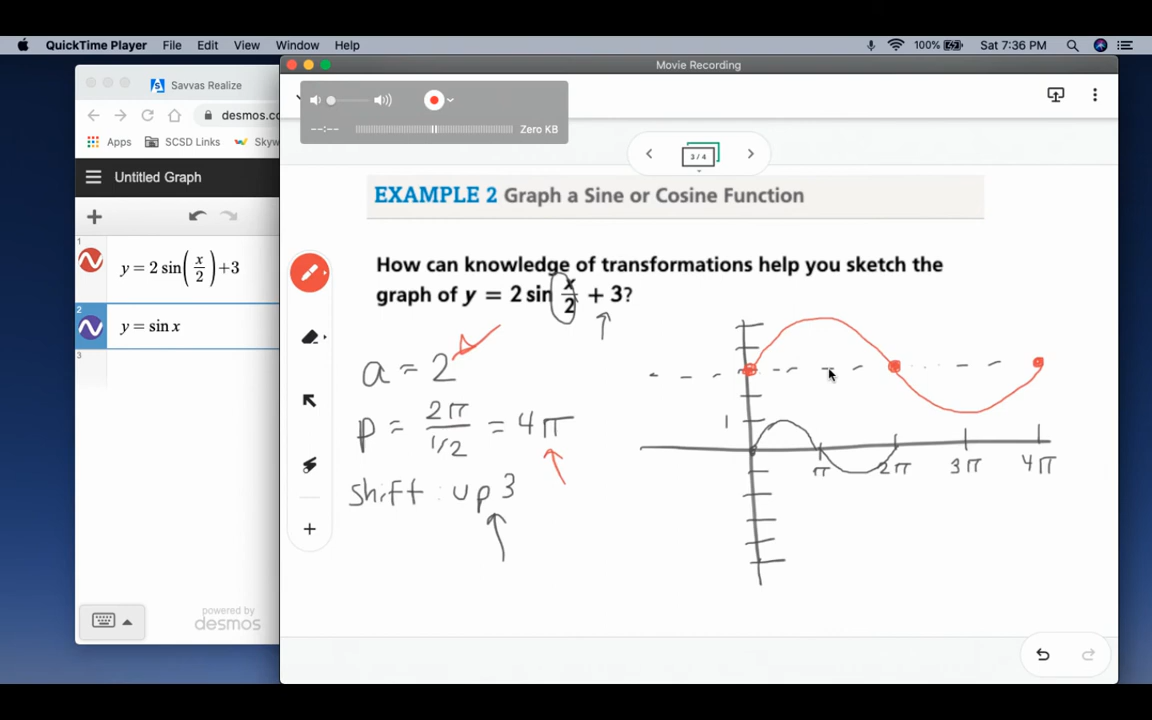 QuickTime Player File Edit View Window Help 100% Sat 7:36 PM
Movie Recording
Savvas Realize
desmos.co
Apps SCSD Links Skyw
Untitled Graph
--:-- Zero KB
3 / 4
1
y = 2 sin(x/2)+3
2
y = sin x
3
powered by
desmos
EXAMPLE 2 Graph a Sine or Cosine Function
How can knowledge of transformations help you sketch the
graph of y = 2 sin x/2 + 3?
a = 2
p = 2π / 1/2 = 4π
shift: up 3
1
π 2π 3π 4π